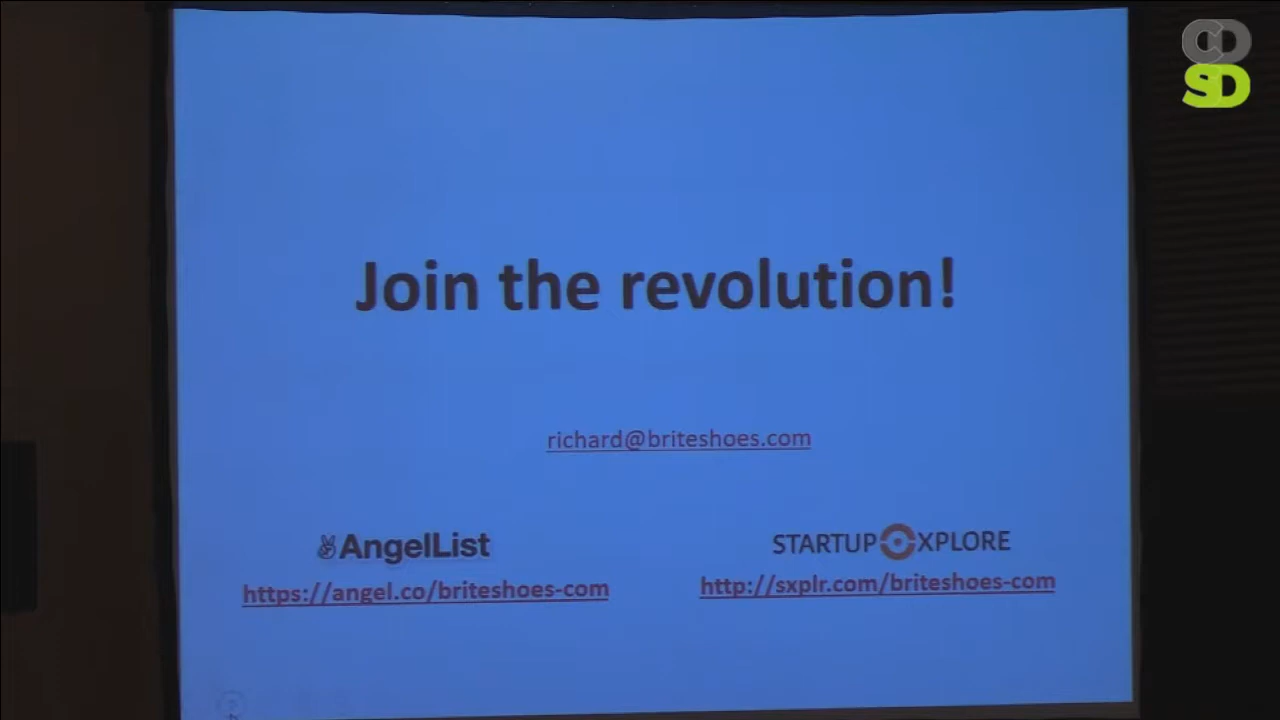 CD
SD
Join the revolution!
richard@briteshoes.com
AngelList
STARTUP XPLORE
https://angel.co/briteshoes-com
http://sxplr.com/briteshoes-com